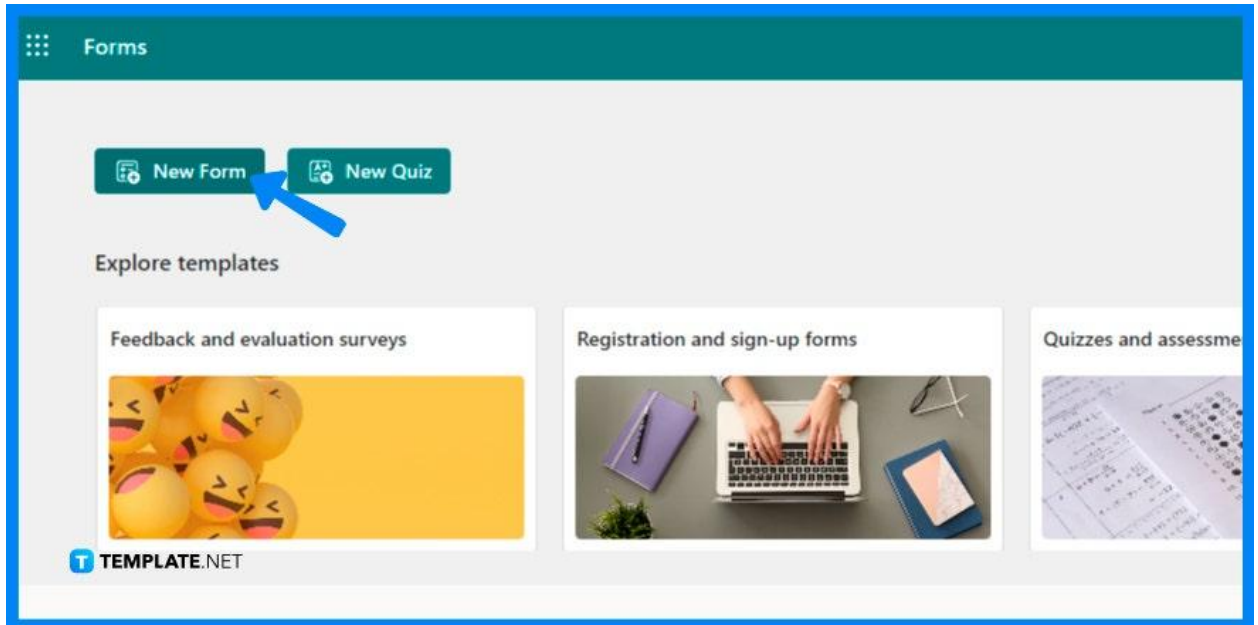 Forms
New Form
New Quiz
Explore templates
Feedback and evaluation surveys
Registration and sign-up forms
Quizzes and assessme
T TEMPLATE.NET